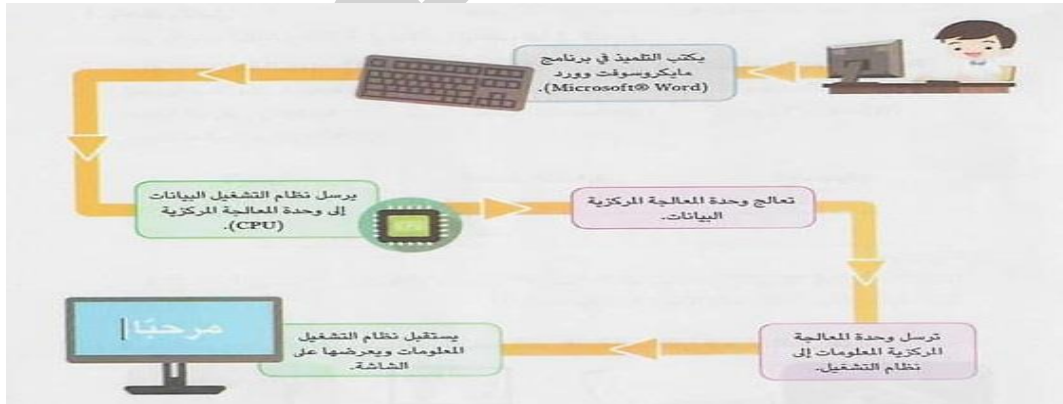 يكتب التلميذ في برنامج
مايكروسوفت وورد
(Microsoft® Word).
يرسل نظام التشغيل البيانات
إلى وحدة المعالجة المركزية
(CPU).
تعالج وحدة المعالجة المركزية
البيانات.
ترسل وحدة المعالجة
المركزية المعلومات إلى
نظام التشغيل.
يستقبل نظام التشغيل
المعلومات ويعرضها على
الشاشة.
مرحبًا